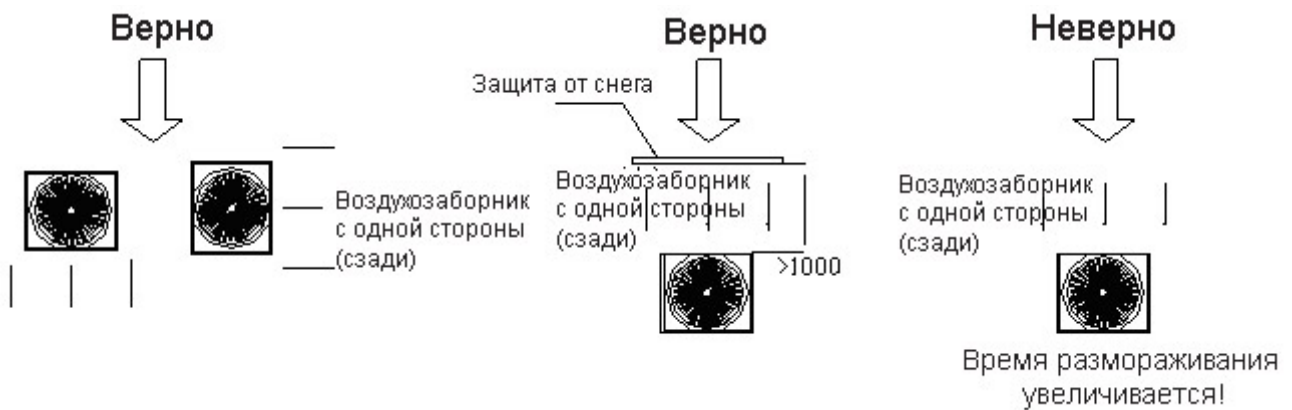 Верно
Верно
Неверно
Защита от снега
Воздухозаборник
с одной стороны
(сзади)
Воздухозаборник
с одной стороны
(сзади)
>1000
Воздухозаборник
с одной стороны
(сзади)
Время размораживания
увеличивается!